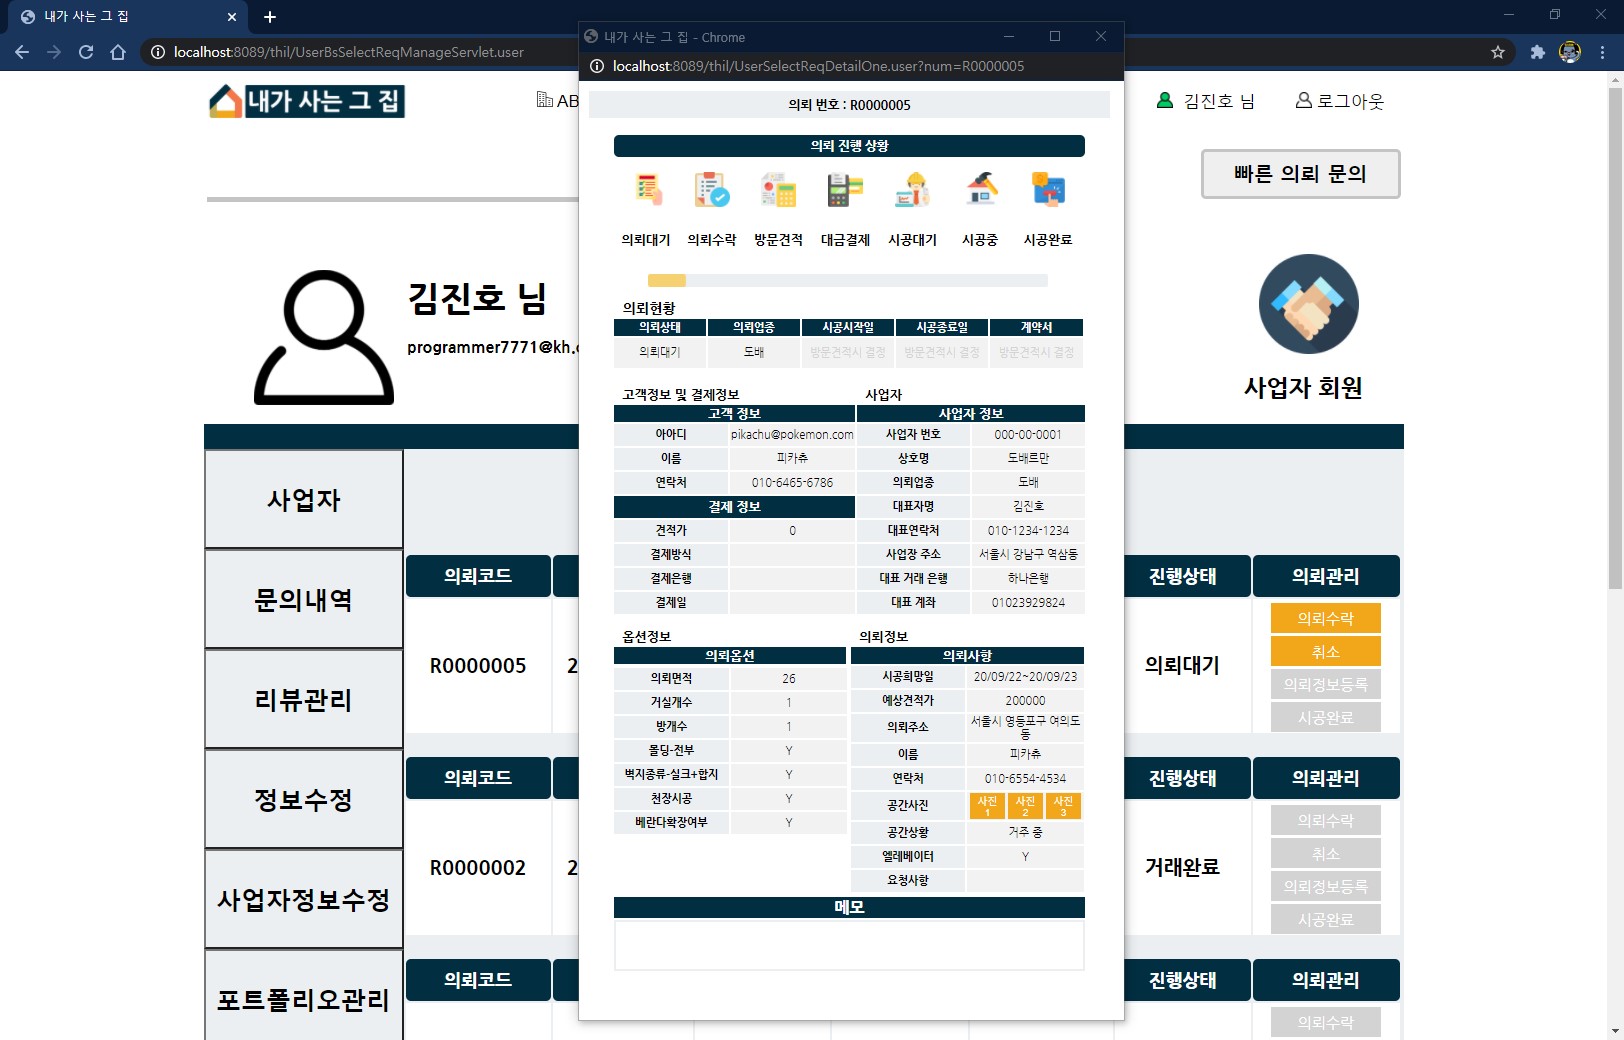 내가 사는 그 집
localhost:8089/thil/UserBsSelectReqManageServlet.user
내가 사는 그 집
AB
김진호 님
로그아웃
빠른 의뢰 문의
김진호 님
programmer7771@kh.c
사업자 회원
사업자
문의내역
리뷰관리
정보수정
사업자정보수정
포트폴리오관리
의뢰코드
진행상태
의뢰관리
R0000005
2
의뢰대기
의뢰수락
취소
의뢰정보등록
시공완료
의뢰코드
진행상태
의뢰관리
R0000002
2
거래완료
의뢰수락
취소
의뢰정보등록
시공완료
의뢰코드
진행상태
의뢰관리
의뢰수락
내가 사는 그 집 - Chrome
localhost:8089/thil/UserSelectReqDetailOne.user?num=R0000005
의뢰 번호 : R0000005
의뢰 진행 상황
의뢰대기 의뢰수락 방문견적 대금결제 시공대기 시공중 시공완료
의뢰현황
의뢰상태 의뢰업종 시공시작일 시공종료일 계약서
의뢰대기 도배 방문견적시 결정 방문견적시 결정 방문견적시 결정
고객정보 및 결제정보
고객 정보
아아디 pikachu@pokemon.com
이름 피카츄
연락처 010-6465-6786
결제 정보
견적가 0
결제방식
결제은행
결제일
사업자
사업자 정보
사업자 번호 000-00-0001
상호명 도배르만
의뢰업종 도배
대표자명 김진호
대표연락처 010-1234-1234
사업장 주소 서울시 강남구 역삼동
대표 거래 은행 하나은행
대표 계좌 01023929824
옵션정보
의뢰옵션
의뢰면적 26
거실개수 1
방개수 1
몰딩-전부 Y
벽지종류-실크+합지 Y
천장시공 Y
베란다확장여부 Y
의뢰정보
의뢰사항
시공희망일 20/09/22~20/09/23
예상견적가 200000
의뢰주소 서울시 영등포구 여의도
동
이름 피카츄
연락처 010-6554-4534
공간사진 사진 사진 사진
1 2 3
공간상황 거주 중
엘레베이터 Y
요청사항
메모